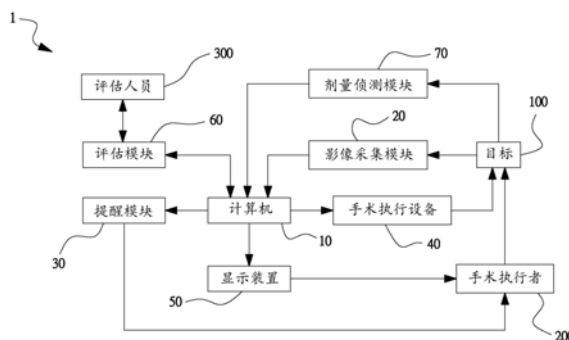 1
300
评估人员
70
剂量侦测模块
60
20
100
评估模块
影像采集模块
目标
提醒模块
计算机
手术执行设备
30
10
40
显示装置
手术执行者
50
200